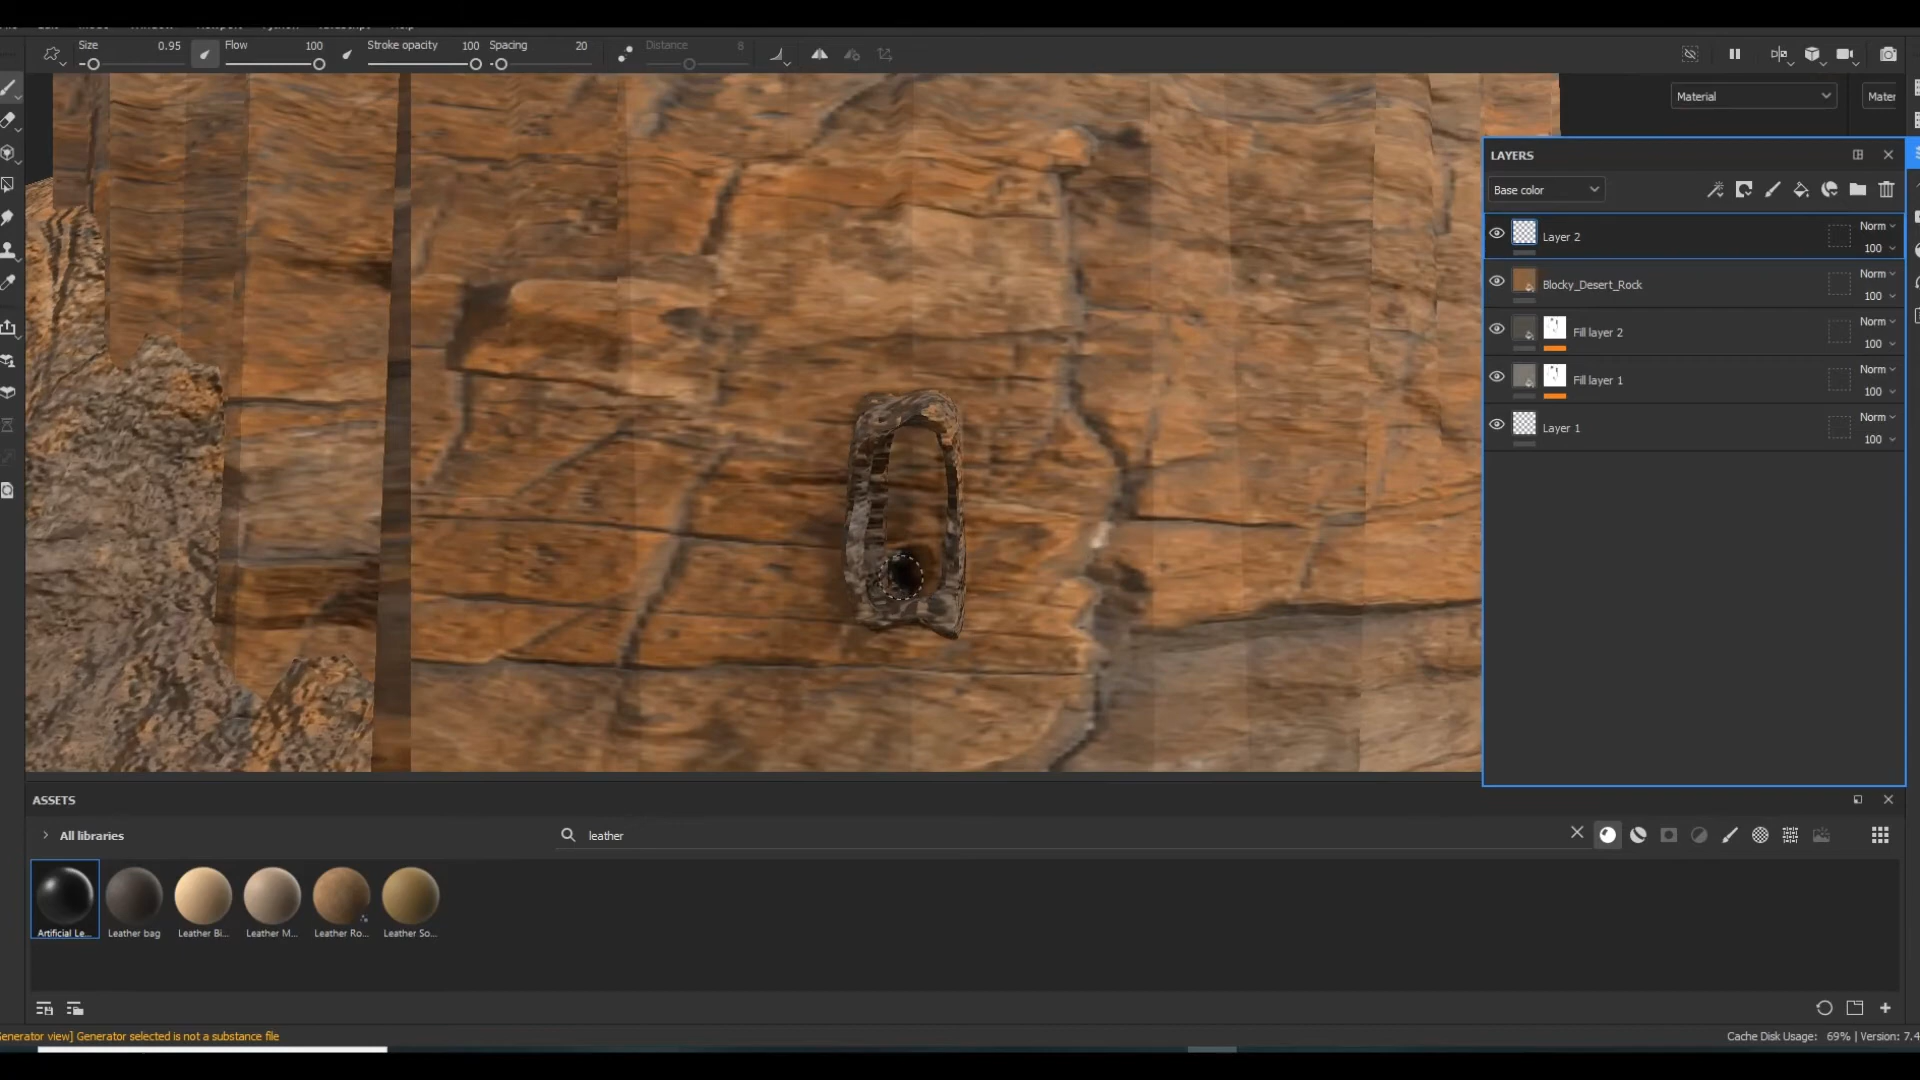 Size 0.95 Flow 100 Stroke opacity 100 Spacing 20 Distance 8
Material Mater
LAYERS
Base color
Layer 2 Norm 100
Blocky_Desert_Rock Norm 100
Fill layer 2 Norm 100
Fill layer 1 Norm 100
Layer 1 Norm 100
ASSETS
All libraries leather
Artificial Le... Leather bag Leather Bi... Leather M... Leather Ro... Leather So...
Generator view] Generator selected is not a substance file Cache Disk Usage: 69% | Version: 7.4